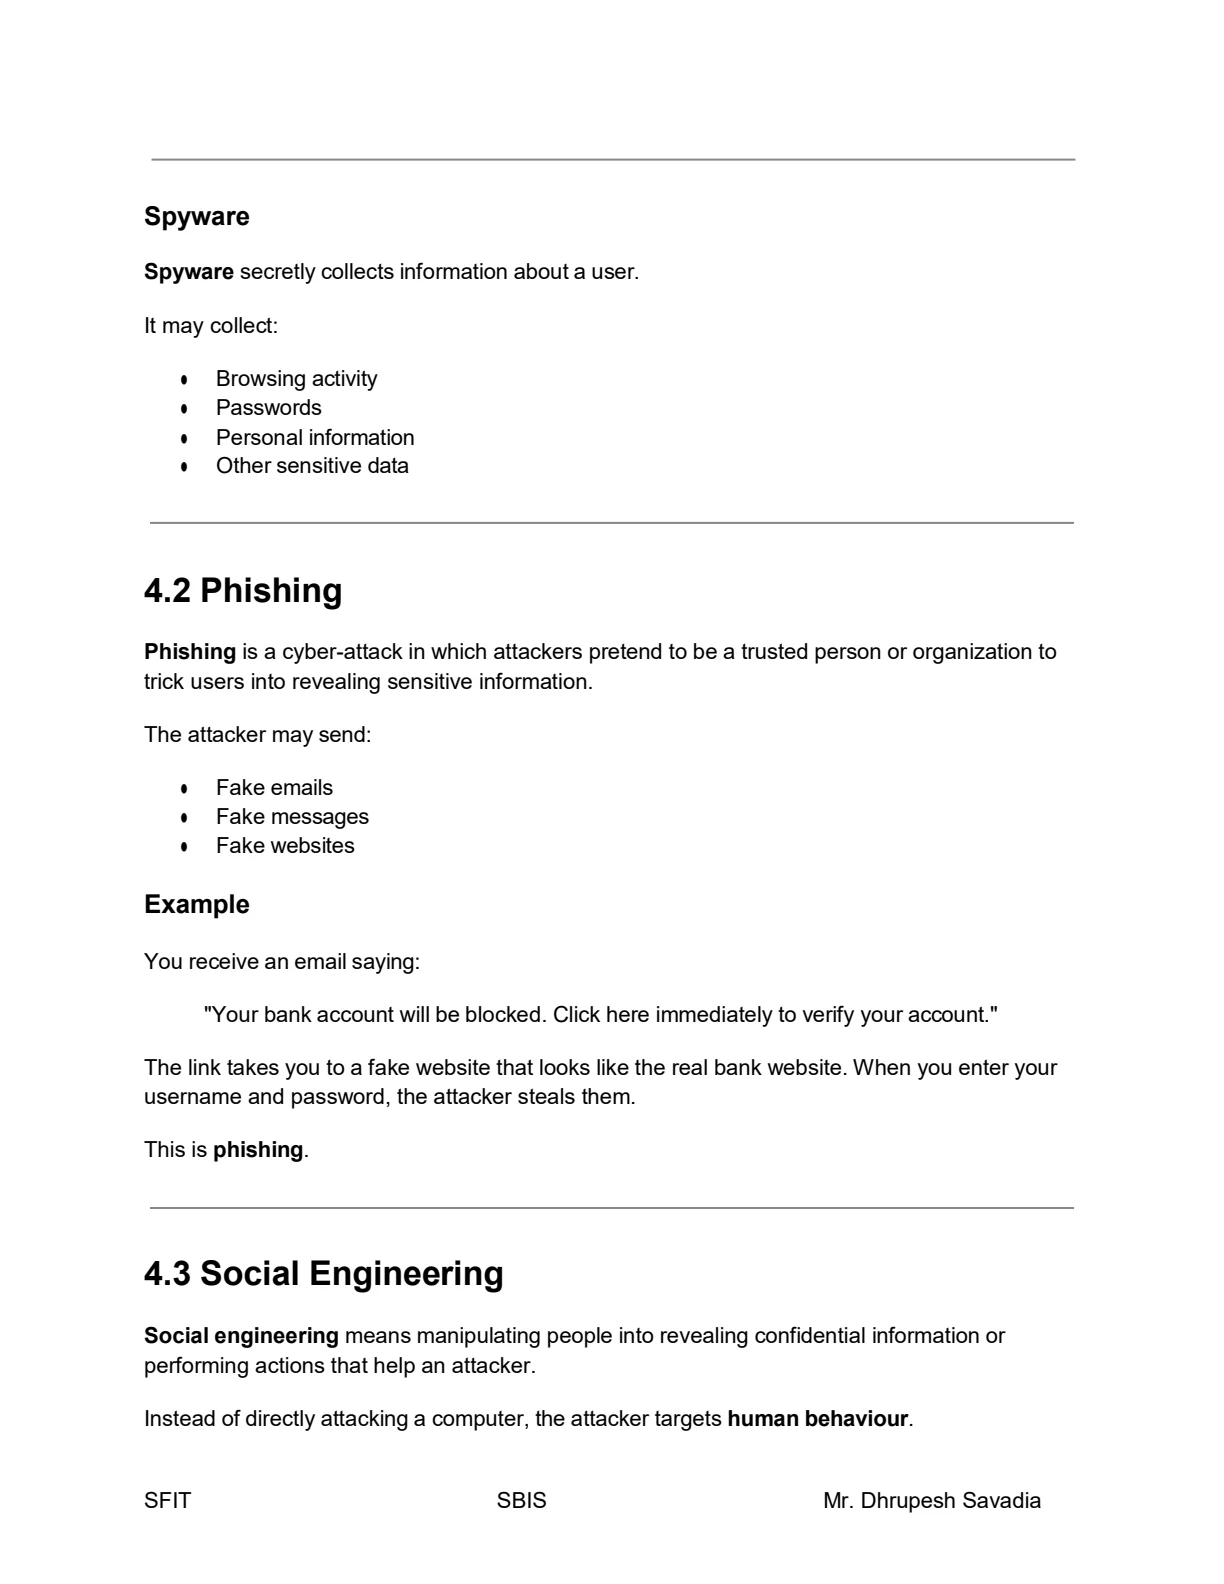 Spyware
Spyware secretly collects information about a user.
It may collect:
• Browsing activity
• Passwords
• Personal information
• Other sensitive data
4.2 Phishing
Phishing is a cyber-attack in which attackers pretend to be a trusted person or organization to
trick users into revealing sensitive information.
The attacker may send:
• Fake emails
• Fake messages
• Fake websites
Example
You receive an email saying:
"Your bank account will be blocked. Click here immediately to verify your account."
The link takes you to a fake website that looks like the real bank website. When you enter your
username and password, the attacker steals them.
This is phishing.
4.3 Social Engineering
Social engineering means manipulating people into revealing confidential information or
performing actions that help an attacker.
Instead of directly attacking a computer, the attacker targets human behaviour.
SFIT SBIS Mr. Dhrupesh Savadia